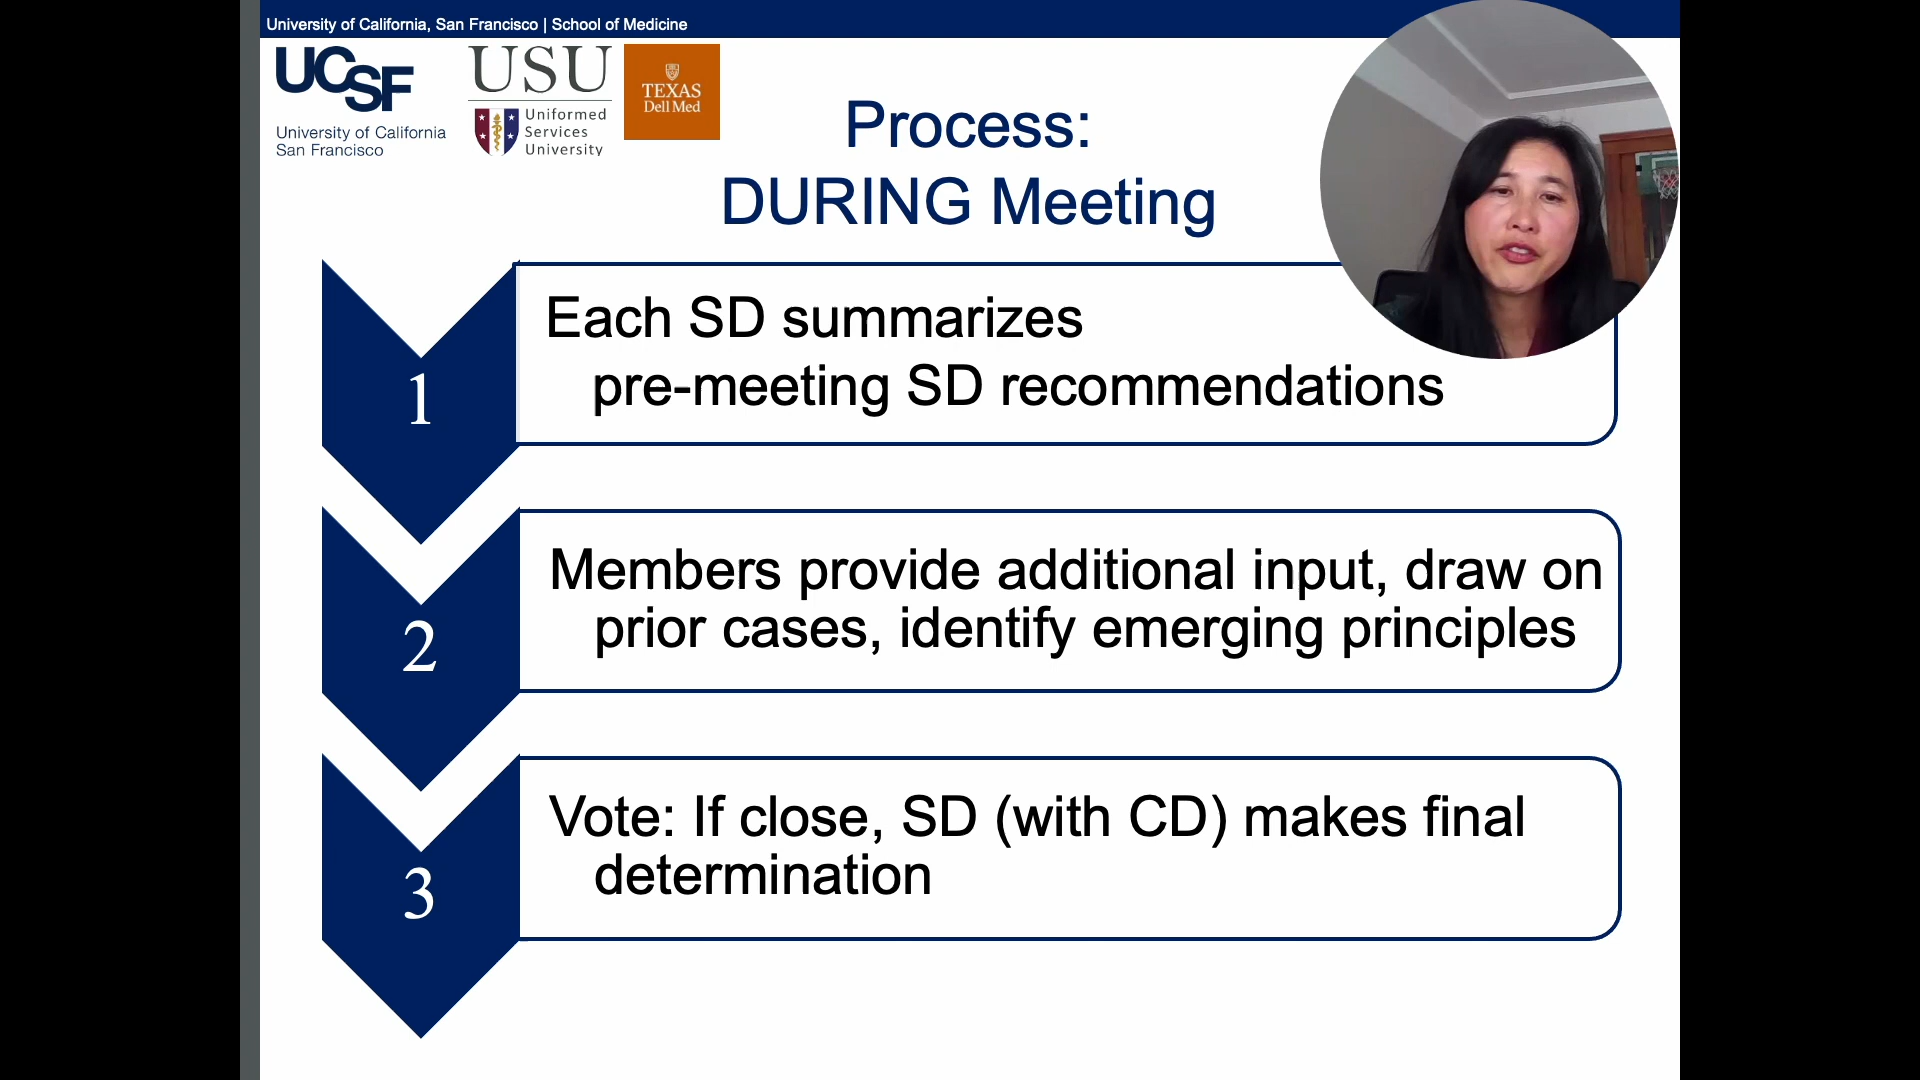 University of California, San Francisco | School of Medicine
UCSF
University of California
San Francisco
USU
Uniformed
Services
University
TEXAS
Dell Med
Process:
DURING Meeting
1
Each SD summarizes
pre-meeting SD recommendations
2
Members provide additional input, draw on
prior cases, identify emerging principles
3
Vote: If close, SD (with CD) makes final
determination